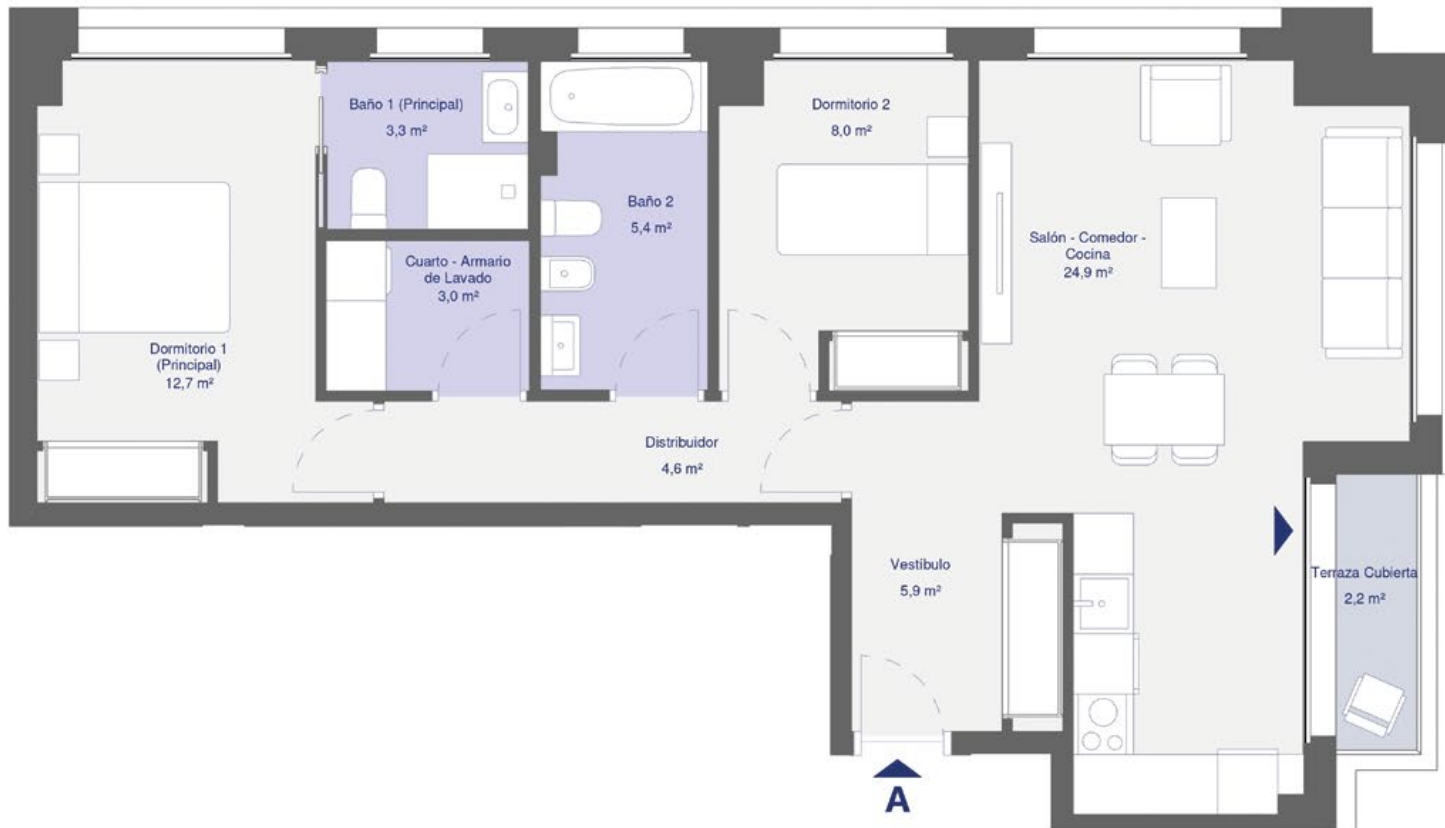 Baño 1 (Principal)
3,3 m²
Dormitorio 2
8,0 m²
Baño 2
5,4 m²
Salón - Comedor -
Cocina
24,9 m²
Cuarto - Armario
de Lavado
3,0 m²
Dormitorio 1
(Principal)
12,7 m²
Distribuidor
4,6 m²
Vestíbulo
5,9 m²
Terraza Cubierta
2,2 m²
A